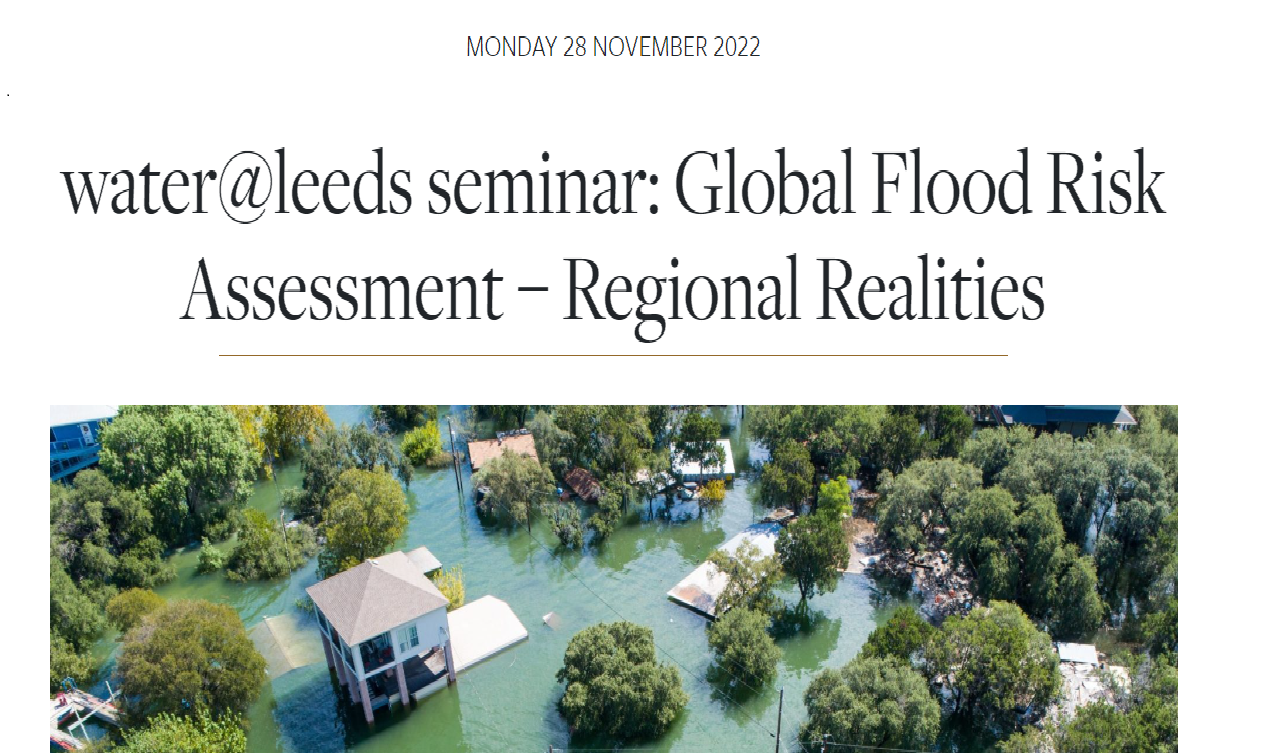 MONDAY 28 NOVEMBER 2022
water@leeds seminar: Global Flood Risk
Assessment – Regional Realities